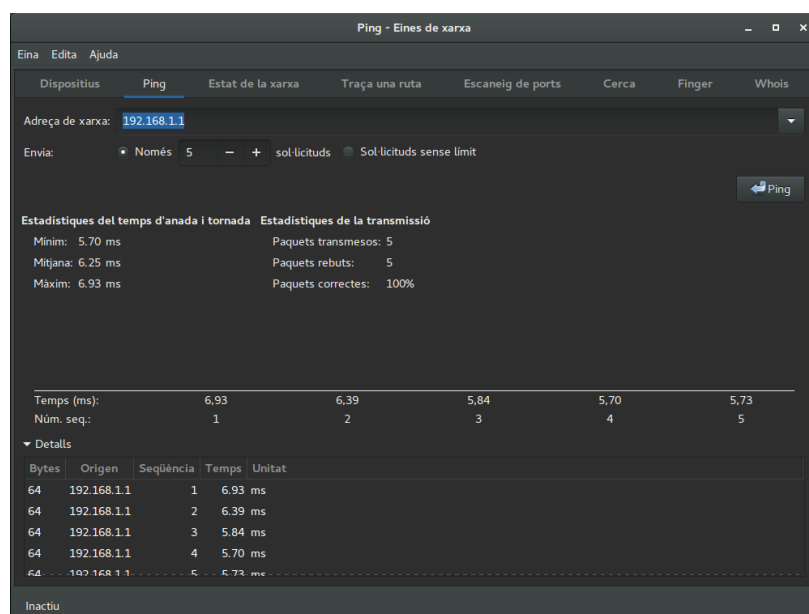 Ping - Eines de xarxa
Eina Edita Ajuda
Dispositius Ping Estat de la xarxa Traça una ruta Escaneig de ports Cerca Finger Whois
Adreça de xarxa: 192.168.1.1
Envia: Només 5 − + sol·licituds Sol·licituds sense límit
Ping
Estadístiques del temps d'anada i tornada Estadístiques de la transmissió
Mínim: 5.70 ms Paquets transmesos: 5
Mitjana: 6.25 ms Paquets rebuts: 5
Màxim: 6.93 ms Paquets correctes: 100%
Temps (ms): 6,93 6,39 5,84 5,70 5,73
Núm. seq.: 1 2 3 4 5
Detalls
Bytes Origen Seqüència Temps Unitat
64 192.168.1.1 1 6.93 ms
64 192.168.1.1 2 6.39 ms
64 192.168.1.1 3 5.84 ms
64 192.168.1.1 4 5.70 ms
64 192.168.1.1 5 5.73 ms
Inactiu